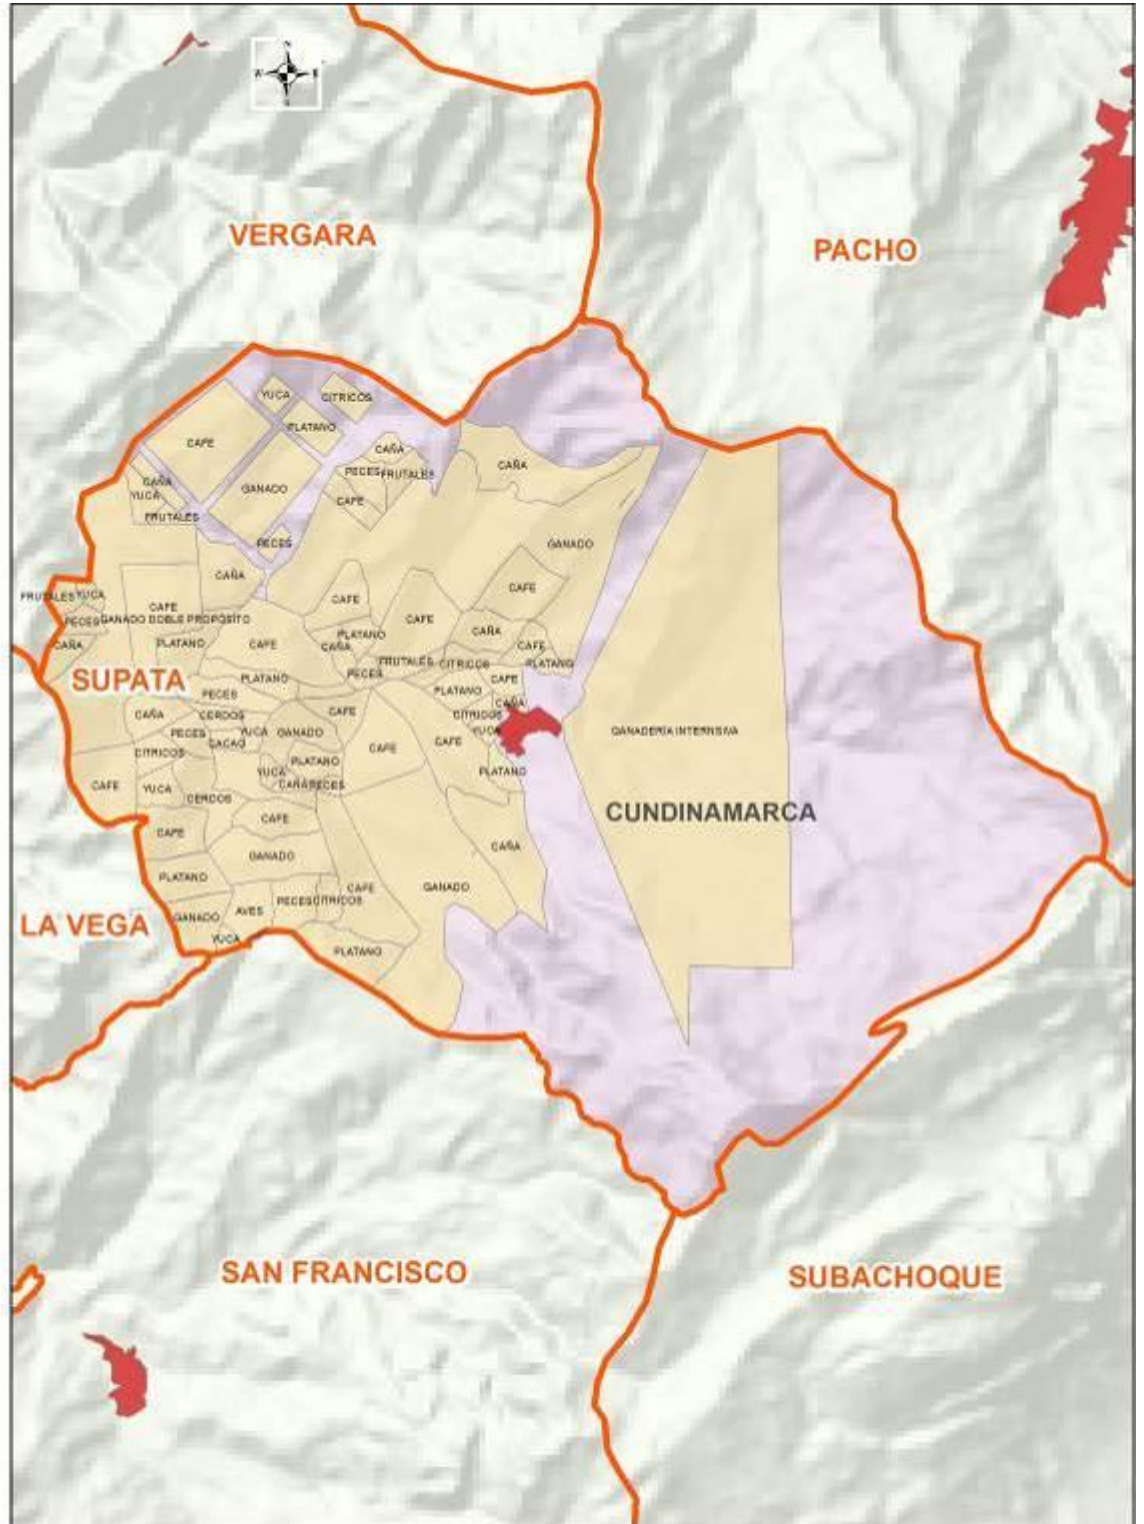 N
W
E
S
VERGARA
PACHO
YUCA
CITRICOS
PLATANO
CAFE
CAÑA
CAÑA
PECES
FRUTALES
CAÑA
YUCA
GANADO
CAFE
FRUTALES
PECES
GANADO
CAÑA
CAFE
FRUTALES
YUCA
CAFE
CAFE
GANADO DOBLE PROPÓSITO
PECES
CAFE
CAÑA
PLATANO
CAÑA
PLATANO
CAFE
CAÑA
CAFE
FRUTALES
CITRICOS
PLATANO
PECES
CAFE
SUPATA
PLATANO
PLATANO
PECES
CAÑA
CAÑA
CERDOS
CAFE
CITRICOS
PECES
YUCA
GANADO
YUCA
GANADERÍA INTERNSIVA
CACAO
CITRICOS
CAFE
CAFE
PLATANO
YUCA
PLATANO
CAFE
YUCA
CAÑA
PECES
CERDOS
CUNDINAMARCA
CAFE
CAFE
CAÑA
GANADO
PLATANO
GANADO
CAFE
PECES
CITRICOS
AVES
GANADO
LA VEGA
YUCA
PLATANO
SAN FRANCISCO
SUBACHOQUE